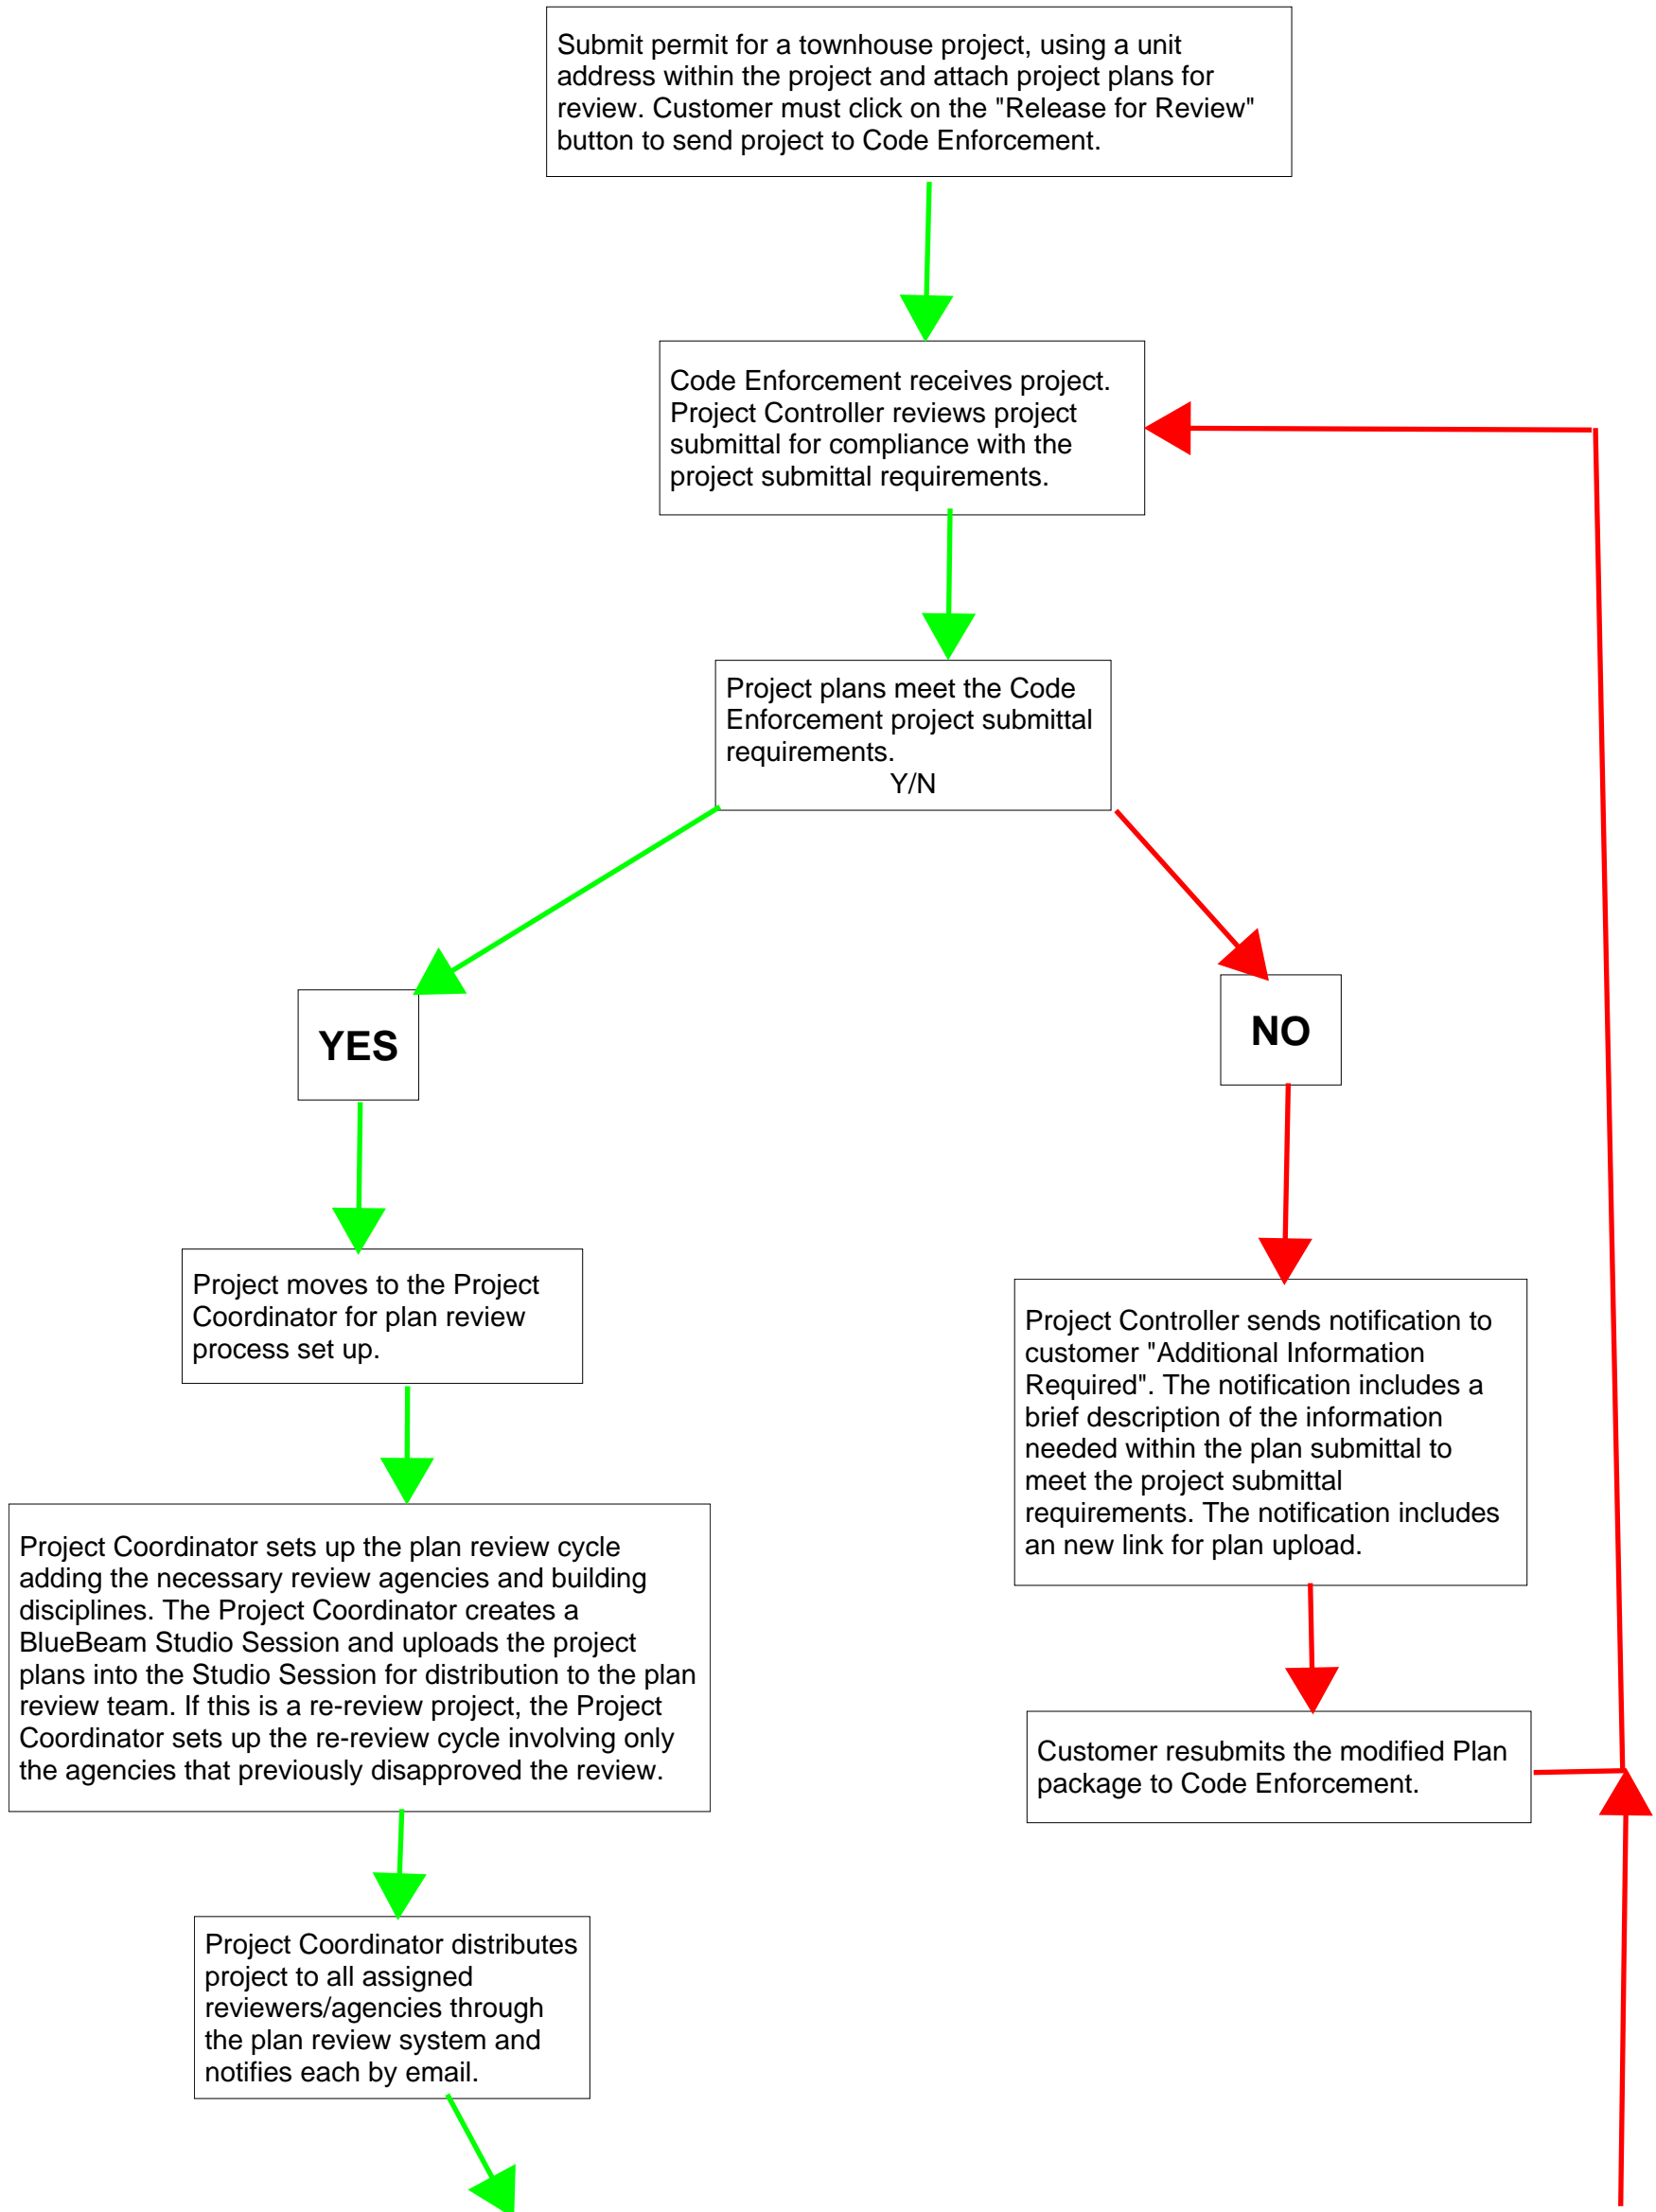 Submit permit for a townhouse project, using a unit
address within the project and attach project plans for
review. Customer must click on the "Release for Review"
button to send project to Code Enforcement.
Code Enforcement receives project.
Project Controller reviews project
submittal for compliance with the
project submittal requirements.
Project plans meet the Code
Enforcement project submittal
requirements.
Y/N
YES
NO
Project moves to the Project
Coordinator for plan review
process set up.
Project Controller sends notification to
customer "Additional Information
Required". The notification includes a
brief description of the information
needed within the plan submittal to
meet the project submittal
requirements. The notification includes
an new link for plan upload.
Project Coordinator sets up the plan review cycle
adding the necessary review agencies and building
disciplines. The Project Coordinator creates a
BlueBeam Studio Session and uploads the project
plans into the Studio Session for distribution to the plan
review team. If this is a re-review project, the Project
Coordinator sets up the re-review cycle involving only
the agencies that previously disapproved the review.
Customer resubmits the modified Plan
package to Code Enforcement.
Project Coordinator distributes
project to all assigned
reviewers/agencies through
the plan review system and
notifies each by email.